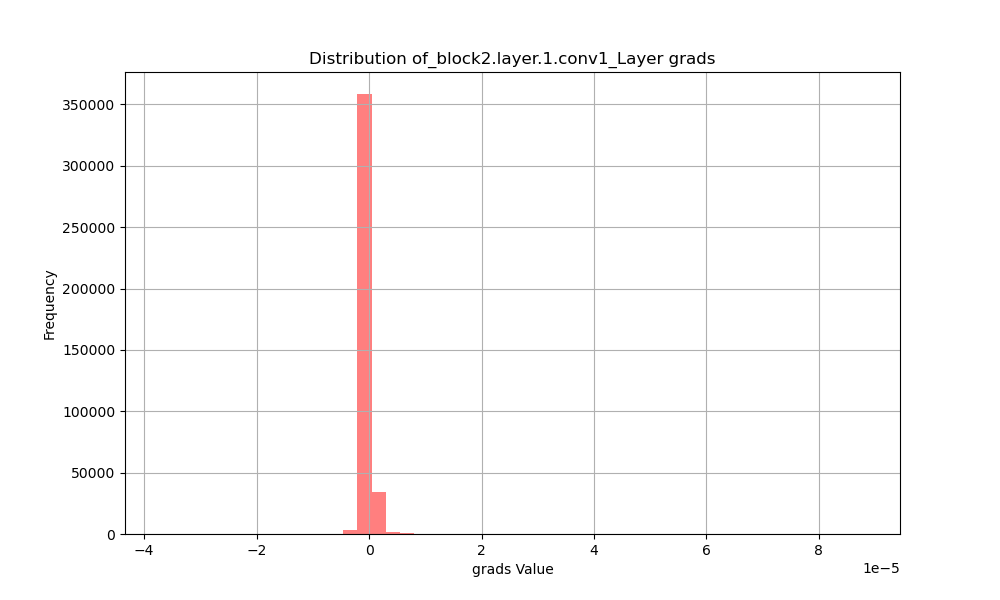 Distribution of_block2.layer.1.conv1_Layer grads
350000
300000
250000
200000
150000
100000
50000
0
Frequency
−4 −2 0 2 4 6 8
1e−5
grads Value